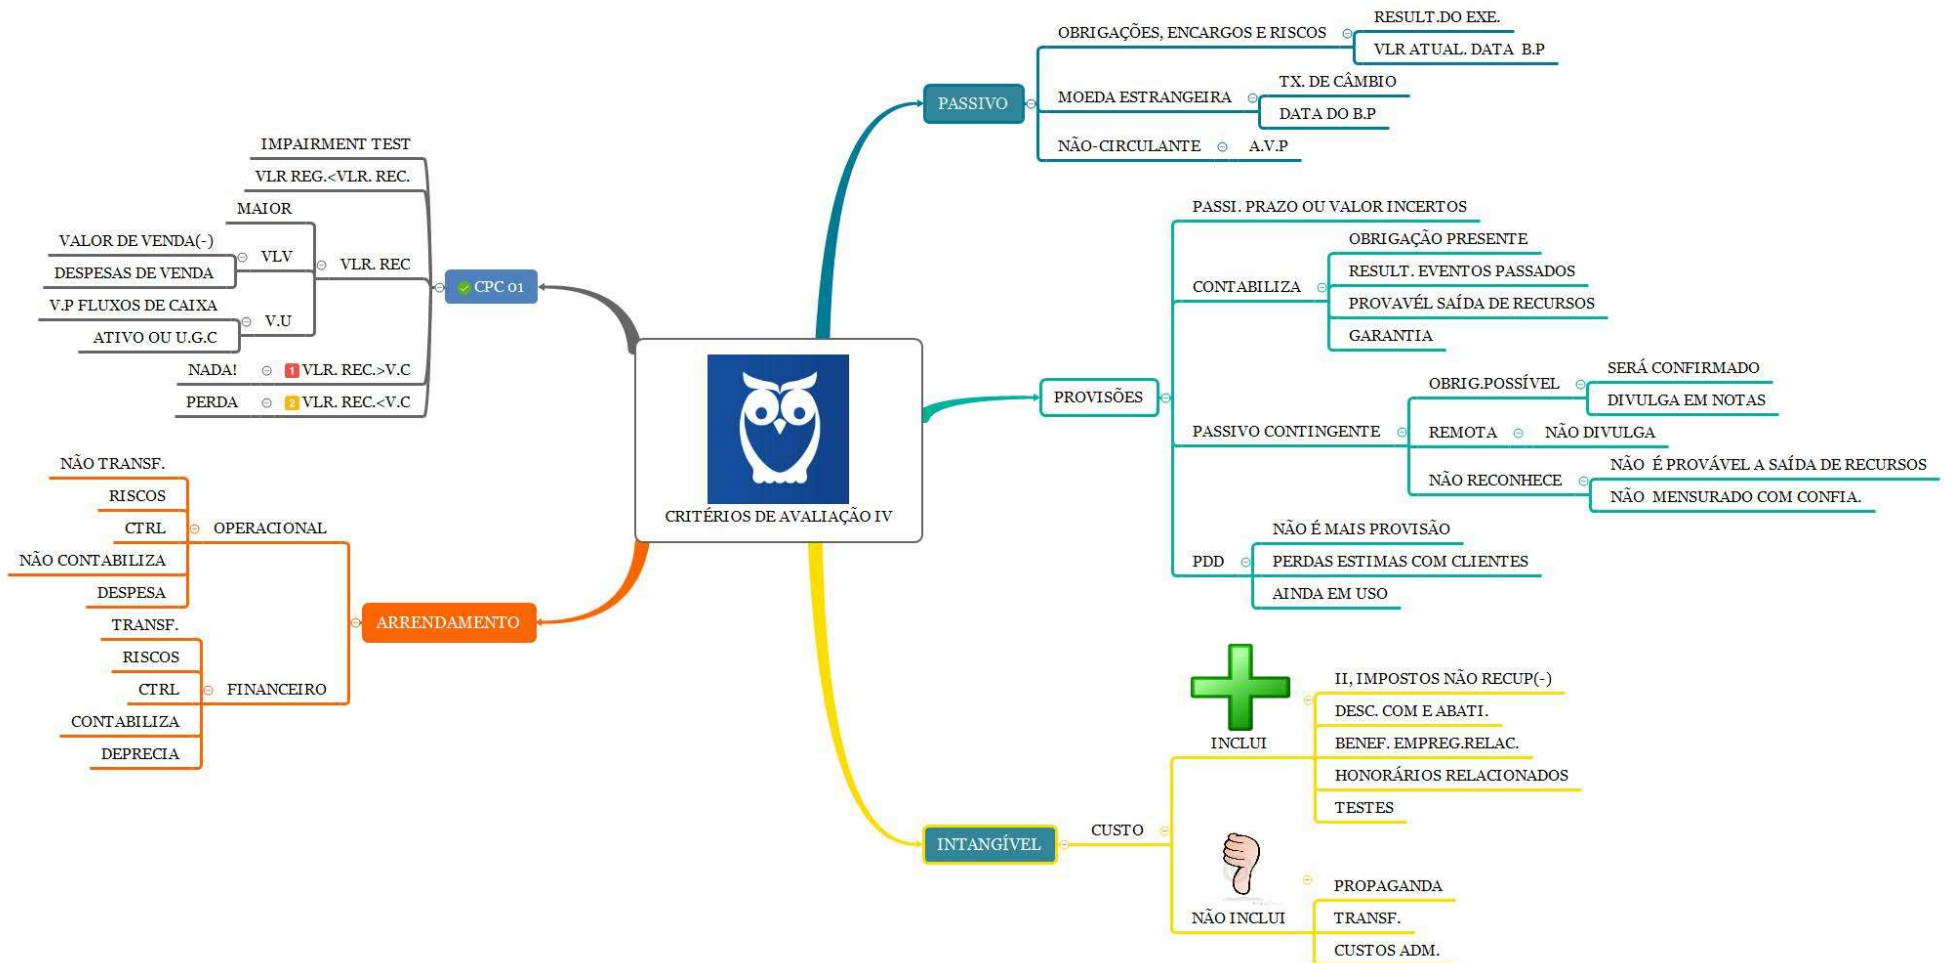 CRITÉRIOS DE AVALIAÇÃO IV
PASSIVO
OBRIGAÇÕES, ENCARGOS E RISCOS
RESULT.DO EXE.
VLR ATUAL. DATA B.P
MOEDA ESTRANGEIRA
TX. DE CÂMBIO
DATA DO B.P
NÃO-CIRCULANTE
A.V.P
PROVISÕES
PASSI. PRAZO OU VALOR INCERTOS
CONTABILIZA
OBRIGAÇÃO PRESENTE
RESULT. EVENTOS PASSADOS
PROVAVÉL SAÍDA DE RECURSOS
GARANTIA
PASSIVO CONTINGENTE
OBRIG.POSSÍVEL
SERÁ CONFIRMADO
DIVULGA EM NOTAS
REMOTA
NÃO DIVULGA
NÃO RECONHECE
NÃO É PROVÁVEL A SAÍDA DE RECURSOS
NÃO MENSURADO COM CONFIA.
PDD
NÃO É MAIS PROVISÃO
PERDAS ESTIMAS COM CLIENTES
AINDA EM USO
INTANGÍVEL
CUSTO
INCLUI
II, IMPOSTOS NÃO RECUP(-)
DESC. COM E ABATI.
BENEF. EMPREG.RELAC.
HONORÁRIOS RELACIONADOS
TESTES
NÃO INCLUI
PROPAGANDA
TRANSF.
CUSTOS ADM.
CPC 01
IMPAIRMENT TEST
VLR REG.<VLR. REC.
VLR. REC
MAIOR
VLV
VALOR DE VENDA(-)
DESPESAS DE VENDA
V.U
V.P FLUXOS DE CAIXA
ATIVO OU U.G.C
1 VLR. REC.>V.C
NADA!
2 VLR. REC.<V.C
PERDA
ARRENDAMENTO
OPERACIONAL
NÃO TRANSF.
RISCOS
CTRL
NÃO CONTABILIZA
DESPESA
FINANCEIRO
TRANSF.
RISCOS
CTRL
CONTABILIZA
DEPRECIA